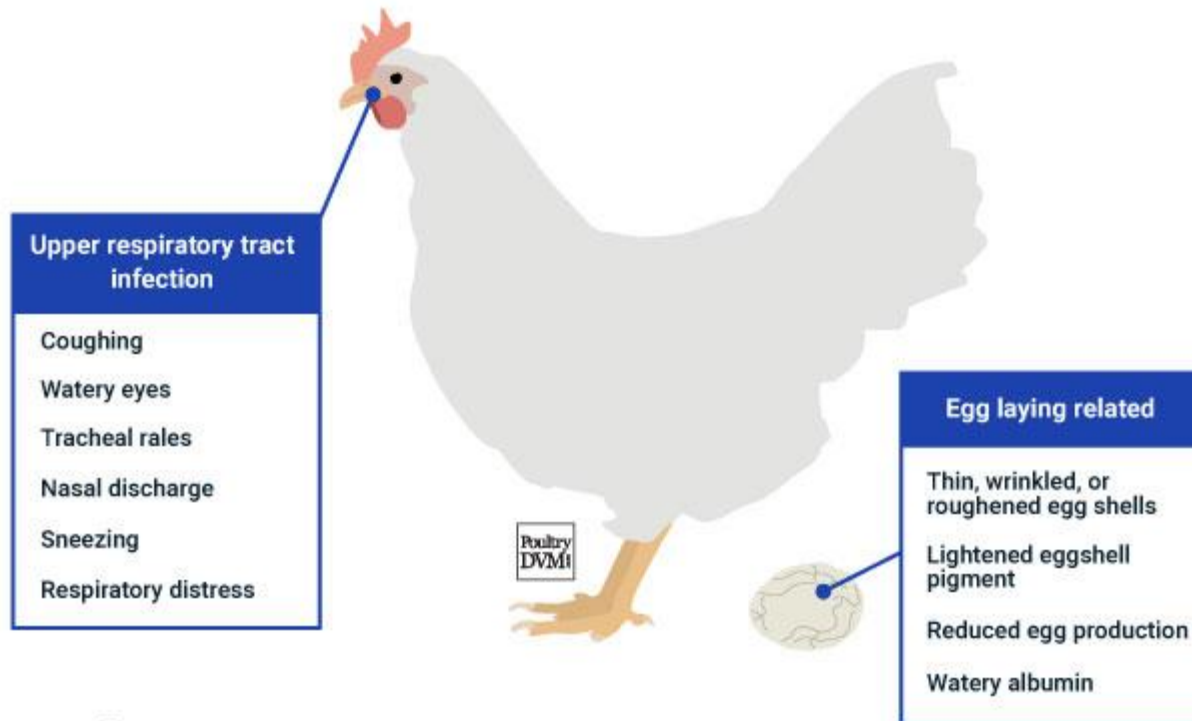 Upper respiratory tract
infection
Coughing
Watery eyes
Tracheal rales
Nasal discharge
Sneezing
Respiratory distress
Poultry
DVM
Egg laying related
Thin, wrinkled, or
roughened egg shells
Lightened eggshell
pigment
Reduced egg production
Watery albumin